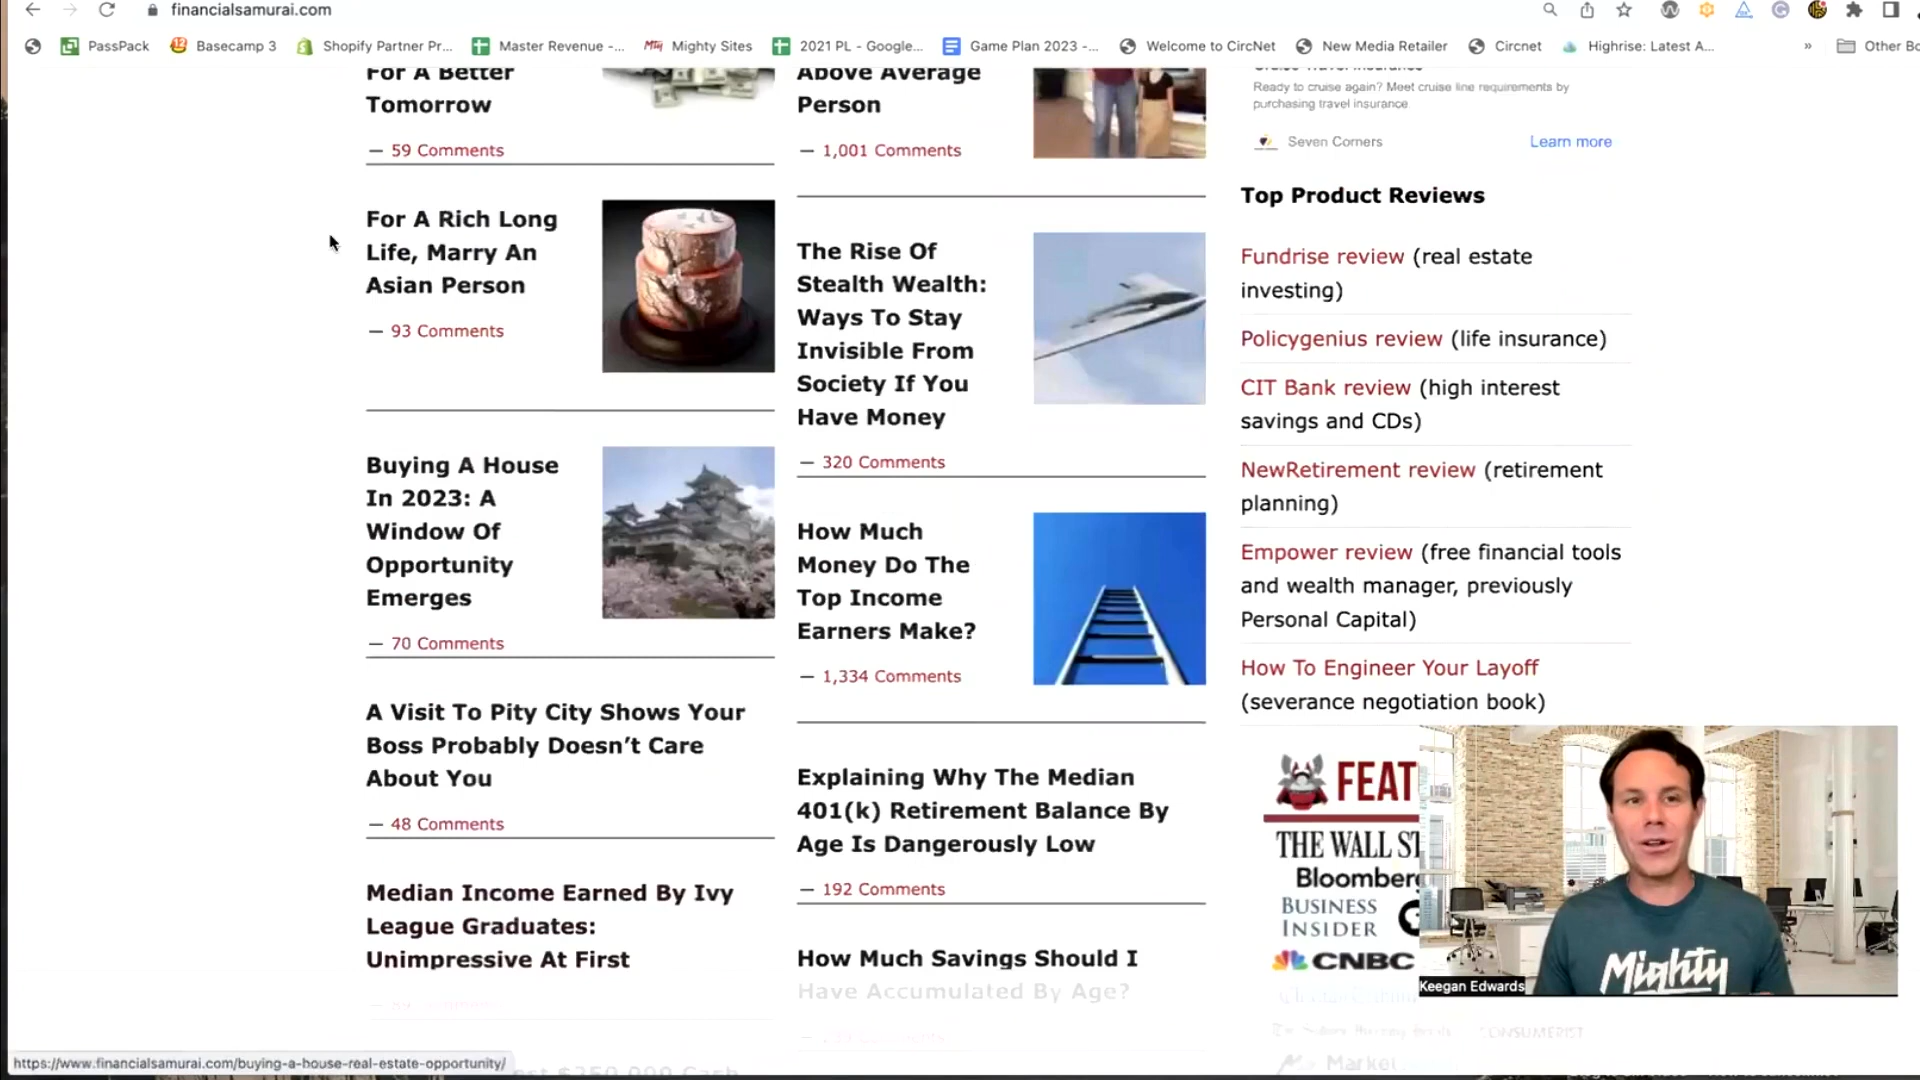 financialsamurai.com
PassPack
Basecamp 3
Shopify Partner Pr...
Master Revenue -...
Mighty Sites
2021 PL - Google...
Game Plan 2023 -...
Welcome to CircNet
New Media Retailer
Circnet
Highrise: Latest A...
»
Other Bo
For A Better
Tomorrow
— 59 Comments
For A Rich Long
Life, Marry An
Asian Person
— 93 Comments
Buying A House
In 2023: A
Window Of
Opportunity
Emerges
— 70 Comments
A Visit To Pity City Shows Your
Boss Probably Doesn't Care
About You
— 48 Comments
Median Income Earned By Ivy
League Graduates:
Unimpressive At First
Above Average
Person
— 1,001 Comments
The Rise Of
Stealth Wealth:
Ways To Stay
Invisible From
Society If You
Have Money
— 320 Comments
How Much
Money Do The
Top Income
Earners Make?
— 1,334 Comments
Explaining Why The Median
401(k) Retirement Balance By
Age Is Dangerously Low
— 192 Comments
How Much Savings Should I
Have Accumulated By Age?
Ready to cruise again? Meet cruise line requirements by
purchasing travel insurance
Seven Corners
Learn more
Top Product Reviews
Fundrise review (real estate
investing)
Policygenius review (life insurance)
CIT Bank review (high interest
savings and CDs)
NewRetirement review (retirement
planning)
Empower review (free financial tools
and wealth manager, previously
Personal Capital)
How To Engineer Your Layoff
(severance negotiation book)
FEAT
THE WALL ST
Bloomberg
BUSINESS
INSIDER
CNBC
CONSUMERIST
Market
Mighty
Keegan Edwards
https://www.financialsamurai.com/buying-a-house-real-estate-opportunity/